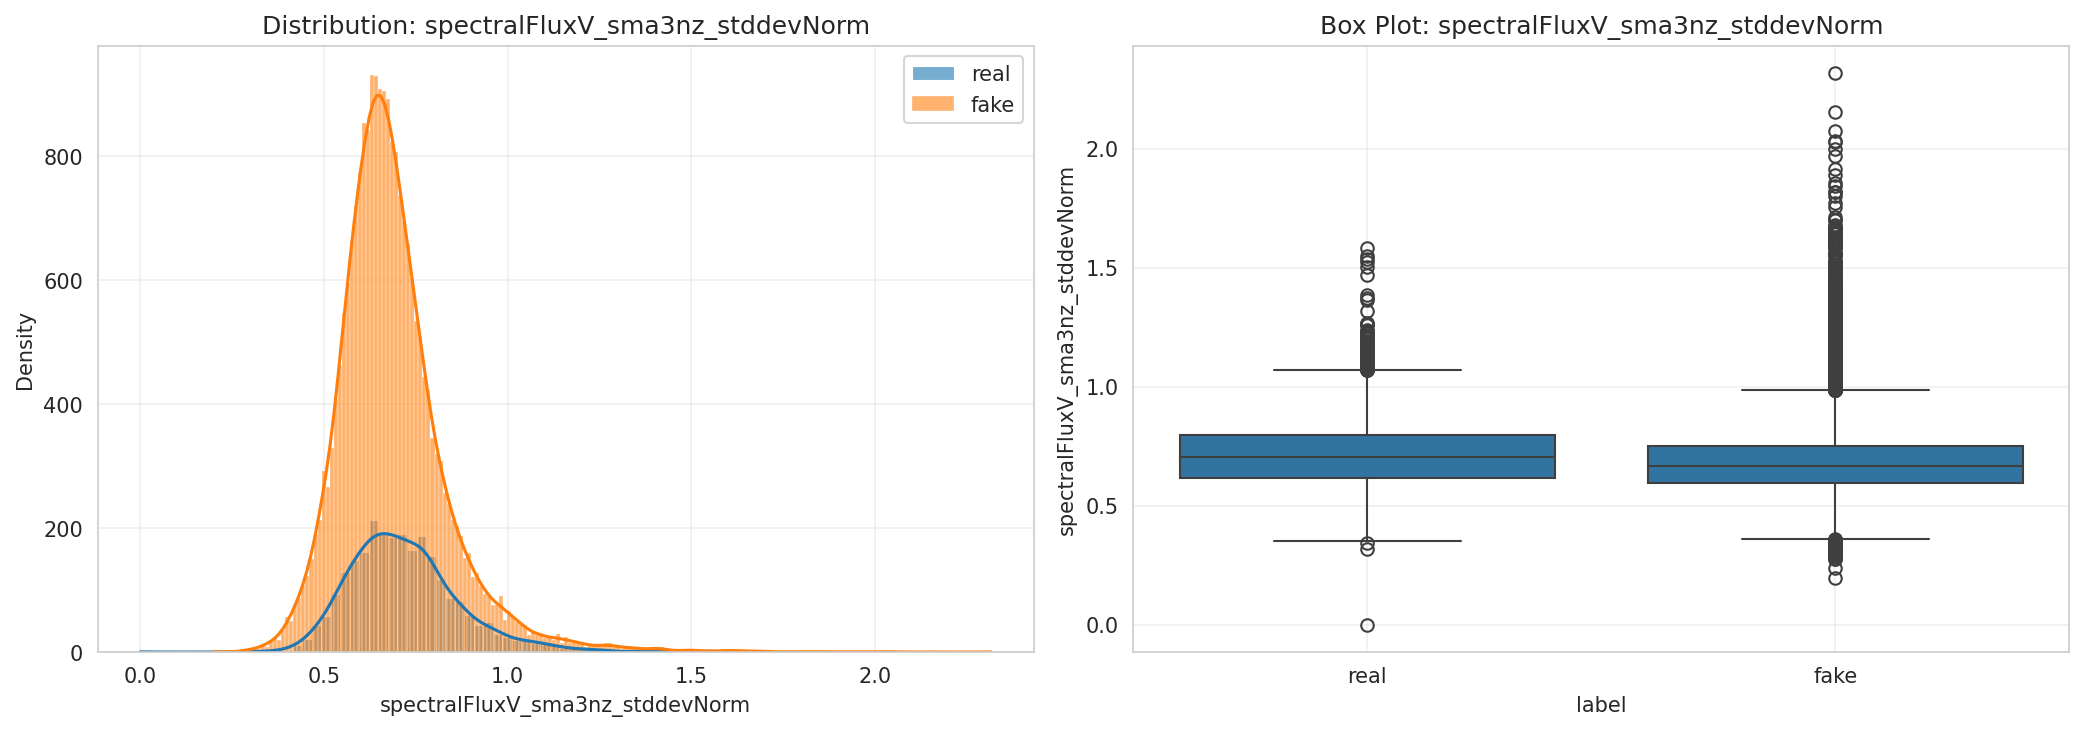 Distribution: spectralFluxV_sma3nz_stddevNorm
real
fake
Density
800
600
400
200
0
0.0 0.5 1.0 1.5 2.0
spectralFluxV_sma3nz_stddevNorm
Box Plot: spectralFluxV_sma3nz_stddevNorm
spectralFluxV_sma3nz_stddevNorm
2.0
1.5
1.0
0.5
0.0
real fake
label